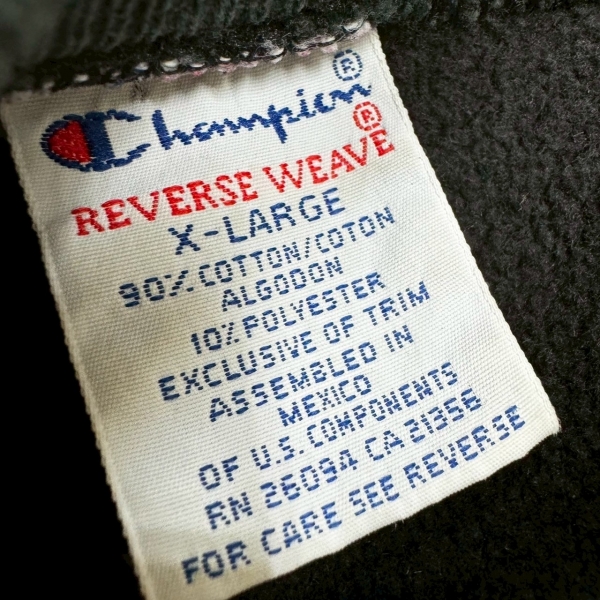 Champion®
REVERSE WEAVE®
X-LARGE
90% COTTON/COTON
ALGODON
10% POLYESTER
EXCLUSIVE OF TRIM
ASSEMBLED IN
MEXICO
OF U.S. COMPONENTS
RN 26094 CA 21356
FOR CARE SEE REVERSE